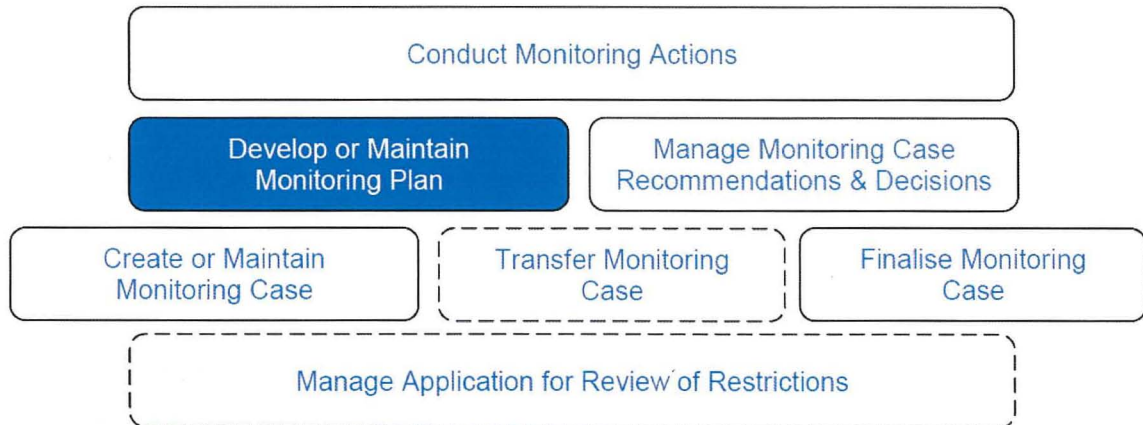 Conduct Monitoring Actions
Develop or Maintain
Monitoring Plan
Manage Monitoring Case
Recommendations & Decisions
Create or Maintain
Monitoring Case
Transfer Monitoring
Case
Finalise Monitoring
Case
Manage Application for Review of Restrictions